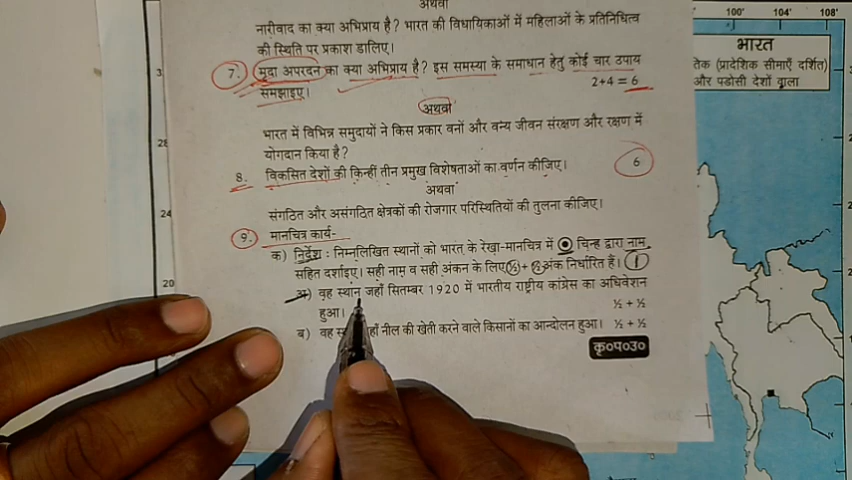 अथवा
नारीवाद का क्या अभिप्राय है? भारत की विधायिकाओं में महिलाओं के प्रतिनिधित्व
की स्थिति पर प्रकाश डालिए।
7. मृदा अपरदन का क्या अभिप्राय है? इस समस्या के समाधान हेतु कोई चार उपाय
समझाइए। 2+4=6
अथवा
भारत में विभिन्न समुदायों ने किस प्रकार वनों और वन्य जीवन संरक्षण और रक्षण में
योगदान किया है?
8. विकसित देशों की किन्हीं तीन प्रमुख विशेषताओं का वर्णन कीजिए। 6
अथवा
संगठित और असंगठित क्षेत्रकों की रोजगार परिस्थितियों की तुलना कीजिए।
9. मानचित्र कार्य-
क) निर्देश : निम्नलिखित स्थानों को भारत के रेखा-मानचित्र में चिन्ह द्वारा नाम
सहित दर्शाइए। सही नाम व सही अंकन के लिए ½ + ½ अंक निर्धारित हैं। 1
अ) वह स्थान जहाँ सितम्बर 1920 में भारतीय राष्ट्रीय कांग्रेस का अधिवेशन
हुआ। ½ + ½
ब) वह जहाँ नील की खेती करने वाले किसानों का आन्दोलन हुआ। ½ + ½
कृ०प०उ०
100° 104° 108°
भारत
(प्रादेशिक सीमाएँ दर्शित)
और पडोसी देशों वाला
28
24
20